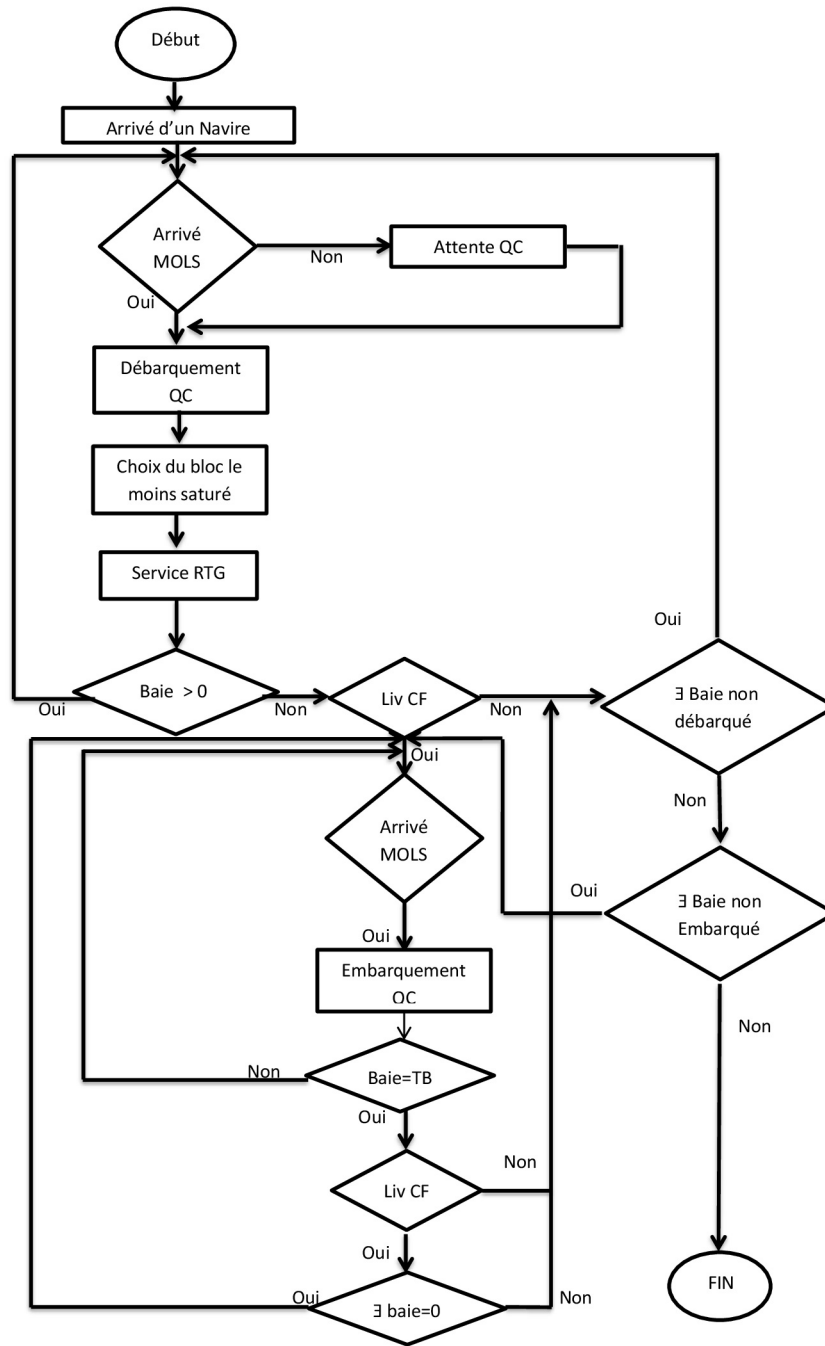 Début
Arrivé d'un Navire
Arrivé
MOLS
Non
Attente QC
Oui
Débarquement
QC
Choix du bloc le
moins saturé
Service RTG
Oui
Baie > 0
Non
Liv CF
Non
Oui
∃ Baie non
débarqué
Oui
Non
Arrivé
MOLS
Oui
∃ Baie non
Embarqué
Oui
Non
Embarquement
QC
Non
Baie=TB
Oui
Liv CF
Non
Oui
Oui
∃ baie=0
Non
FIN